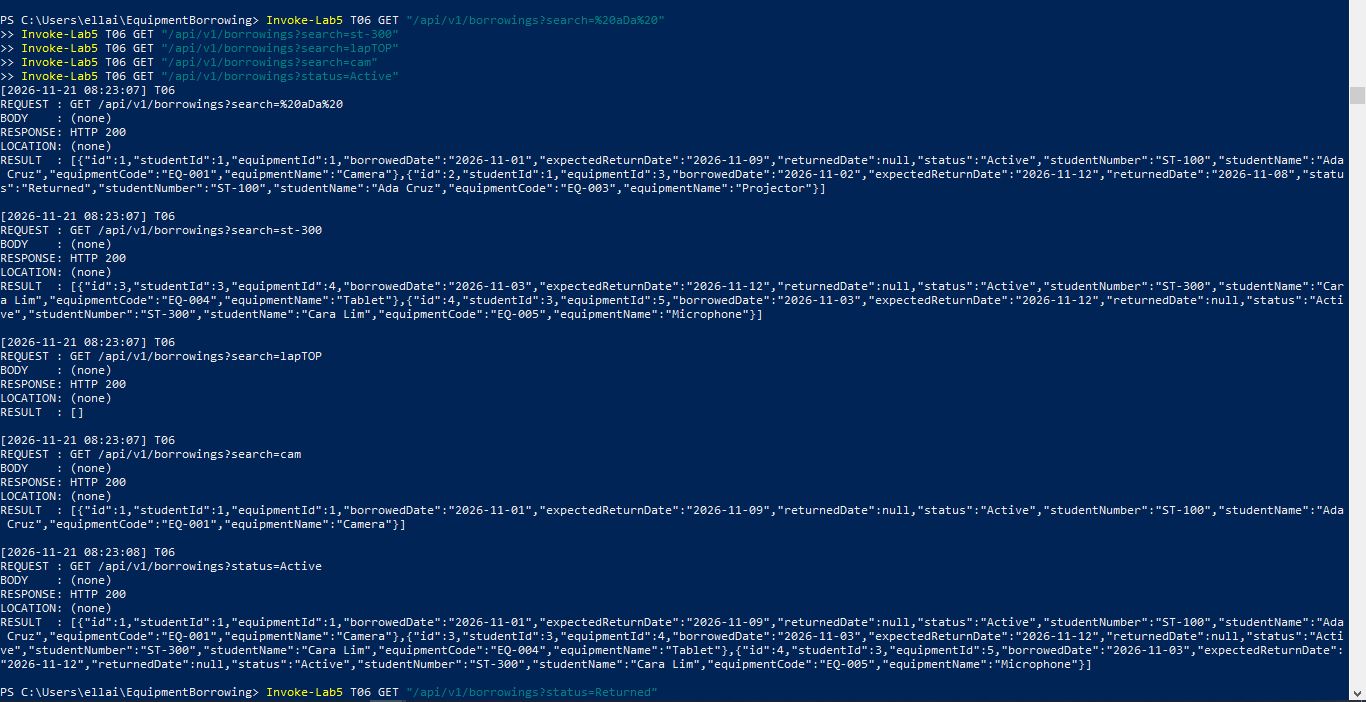 PS C:\Users\ellai\EquipmentBorrowing> Invoke-Lab5 T06 GET "/api/v1/borrowings?search=%20aDa%20"
>> Invoke-Lab5 T06 GET "/api/v1/borrowings?search=st-300"
>> Invoke-Lab5 T06 GET "/api/v1/borrowings?search=lapTOP"
>> Invoke-Lab5 T06 GET "/api/v1/borrowings?search=cam"
>> Invoke-Lab5 T06 GET "/api/v1/borrowings?status=Active"
[2026-11-21 08:23:07] T06
REQUEST : GET /api/v1/borrowings?search=%20aDa%20
BODY    : (none)
RESPONSE: HTTP 200
LOCATION: (none)
RESULT  : [{"id":1,"studentId":1,"equipmentId":1,"borrowedDate":"2026-11-01","expectedReturnDate":"2026-11-09","returnedDate":null,"status":"Active","studentNumber":"ST-100","studentName":"Ada
 Cruz","equipmentCode":"EQ-001","equipmentName":"Camera"},{"id":2,"studentId":1,"equipmentId":3,"borrowedDate":"2026-11-02","expectedReturnDate":"2026-11-12","returnedDate":"2026-11-08","statu
s":"Returned","studentNumber":"ST-100","studentName":"Ada Cruz","equipmentCode":"EQ-003","equipmentName":"Projector"}]
[2026-11-21 08:23:07] T06
REQUEST : GET /api/v1/borrowings?search=st-300
BODY    : (none)
RESPONSE: HTTP 200
LOCATION: (none)
RESULT  : [{"id":3,"studentId":3,"equipmentId":4,"borrowedDate":"2026-11-03","expectedReturnDate":"2026-11-12","returnedDate":null,"status":"Active","studentNumber":"ST-300","studentName":"Car
a Lim","equipmentCode":"EQ-004","equipmentName":"Tablet"},{"id":4,"studentId":3,"equipmentId":5,"borrowedDate":"2026-11-03","expectedReturnDate":"2026-11-12","returnedDate":null,"status":"Acti
ve","studentNumber":"ST-300","studentName":"Cara Lim","equipmentCode":"EQ-005","equipmentName":"Microphone"}]
[2026-11-21 08:23:07] T06
REQUEST : GET /api/v1/borrowings?search=lapTOP
BODY    : (none)
RESPONSE: HTTP 200
LOCATION: (none)
RESULT  : []
[2026-11-21 08:23:07] T06
REQUEST : GET /api/v1/borrowings?search=cam
BODY    : (none)
RESPONSE: HTTP 200
LOCATION: (none)
RESULT  : [{"id":1,"studentId":1,"equipmentId":1,"borrowedDate":"2026-11-01","expectedReturnDate":"2026-11-09","returnedDate":null,"status":"Active","studentNumber":"ST-100","studentName":"Ada
 Cruz","equipmentCode":"EQ-001","equipmentName":"Camera"}]
[2026-11-21 08:23:08] T06
REQUEST : GET /api/v1/borrowings?status=Active
BODY    : (none)
RESPONSE: HTTP 200
LOCATION: (none)
RESULT  : [{"id":1,"studentId":1,"equipmentId":1,"borrowedDate":"2026-11-01","expectedReturnDate":"2026-11-09","returnedDate":null,"status":"Active","studentNumber":"ST-100","studentName":"Ada
 Cruz","equipmentCode":"EQ-001","equipmentName":"Camera"},{"id":3,"studentId":3,"equipmentId":4,"borrowedDate":"2026-11-03","expectedReturnDate":"2026-11-12","returnedDate":null,"status":"Acti
ve","studentNumber":"ST-300","studentName":"Cara Lim","equipmentCode":"EQ-004","equipmentName":"Tablet"},{"id":4,"studentId":3,"equipmentId":5,"borrowedDate":"2026-11-03","expectedReturnDate":
"2026-11-12","returnedDate":null,"status":"Active","studentNumber":"ST-300","studentName":"Cara Lim","equipmentCode":"EQ-005","equipmentName":"Microphone"}]
PS C:\Users\ellai\EquipmentBorrowing> Invoke-Lab5 T06 GET "/api/v1/borrowings?status=Returned"